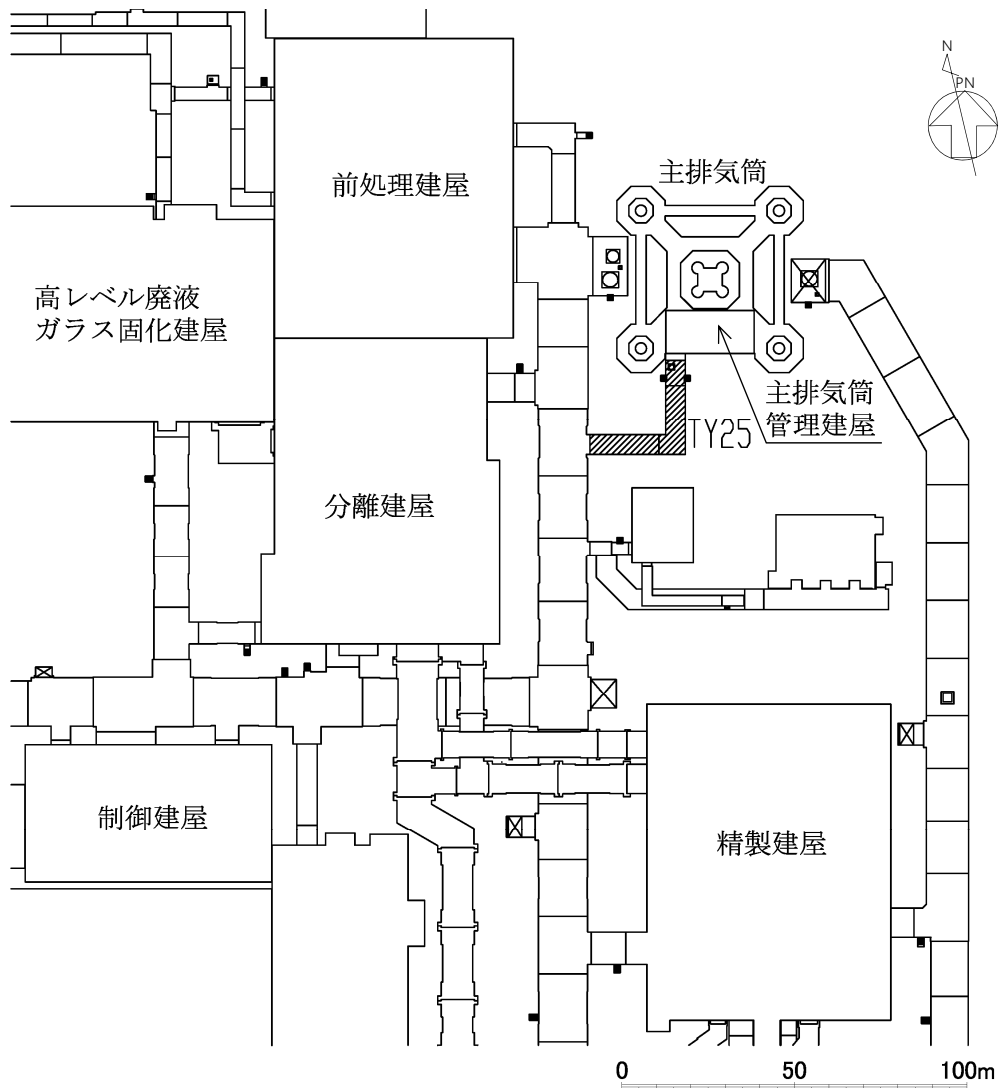 N
PN
主排気筒
前処理建屋
高レベル廃液
ガラス固化建屋
主排気筒
管理建屋
TY25
分離建屋
制御建屋
精製建屋
0 50 100m